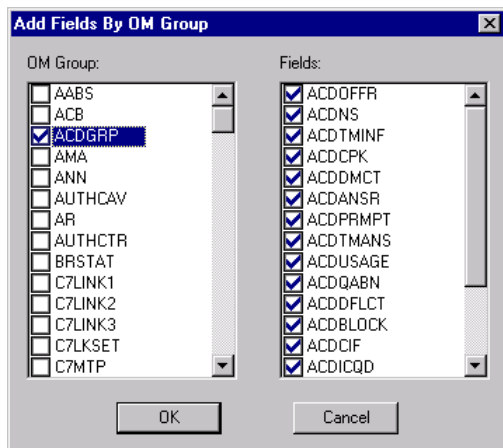 Add Fields By OM Group
OM Group:
AABS
ACB
ACDGRP
AMA
ANN
AUTHCAV
AR
AUTHCTR
BRSTAT
C7LINK1
C7LINK2
C7LINK3
C7LKSET
C7MTP
Fields:
ACDOFFR
ACDNS
ACDTMINF
ACDCPK
ACDDMCT
ACDANSR
ACDPRMPT
ACDTMANS
ACDUSAGE
ACDQABN
ACDDFLCT
ACDBLOCK
ACDCIF
ACDICQD
OK
Cancel